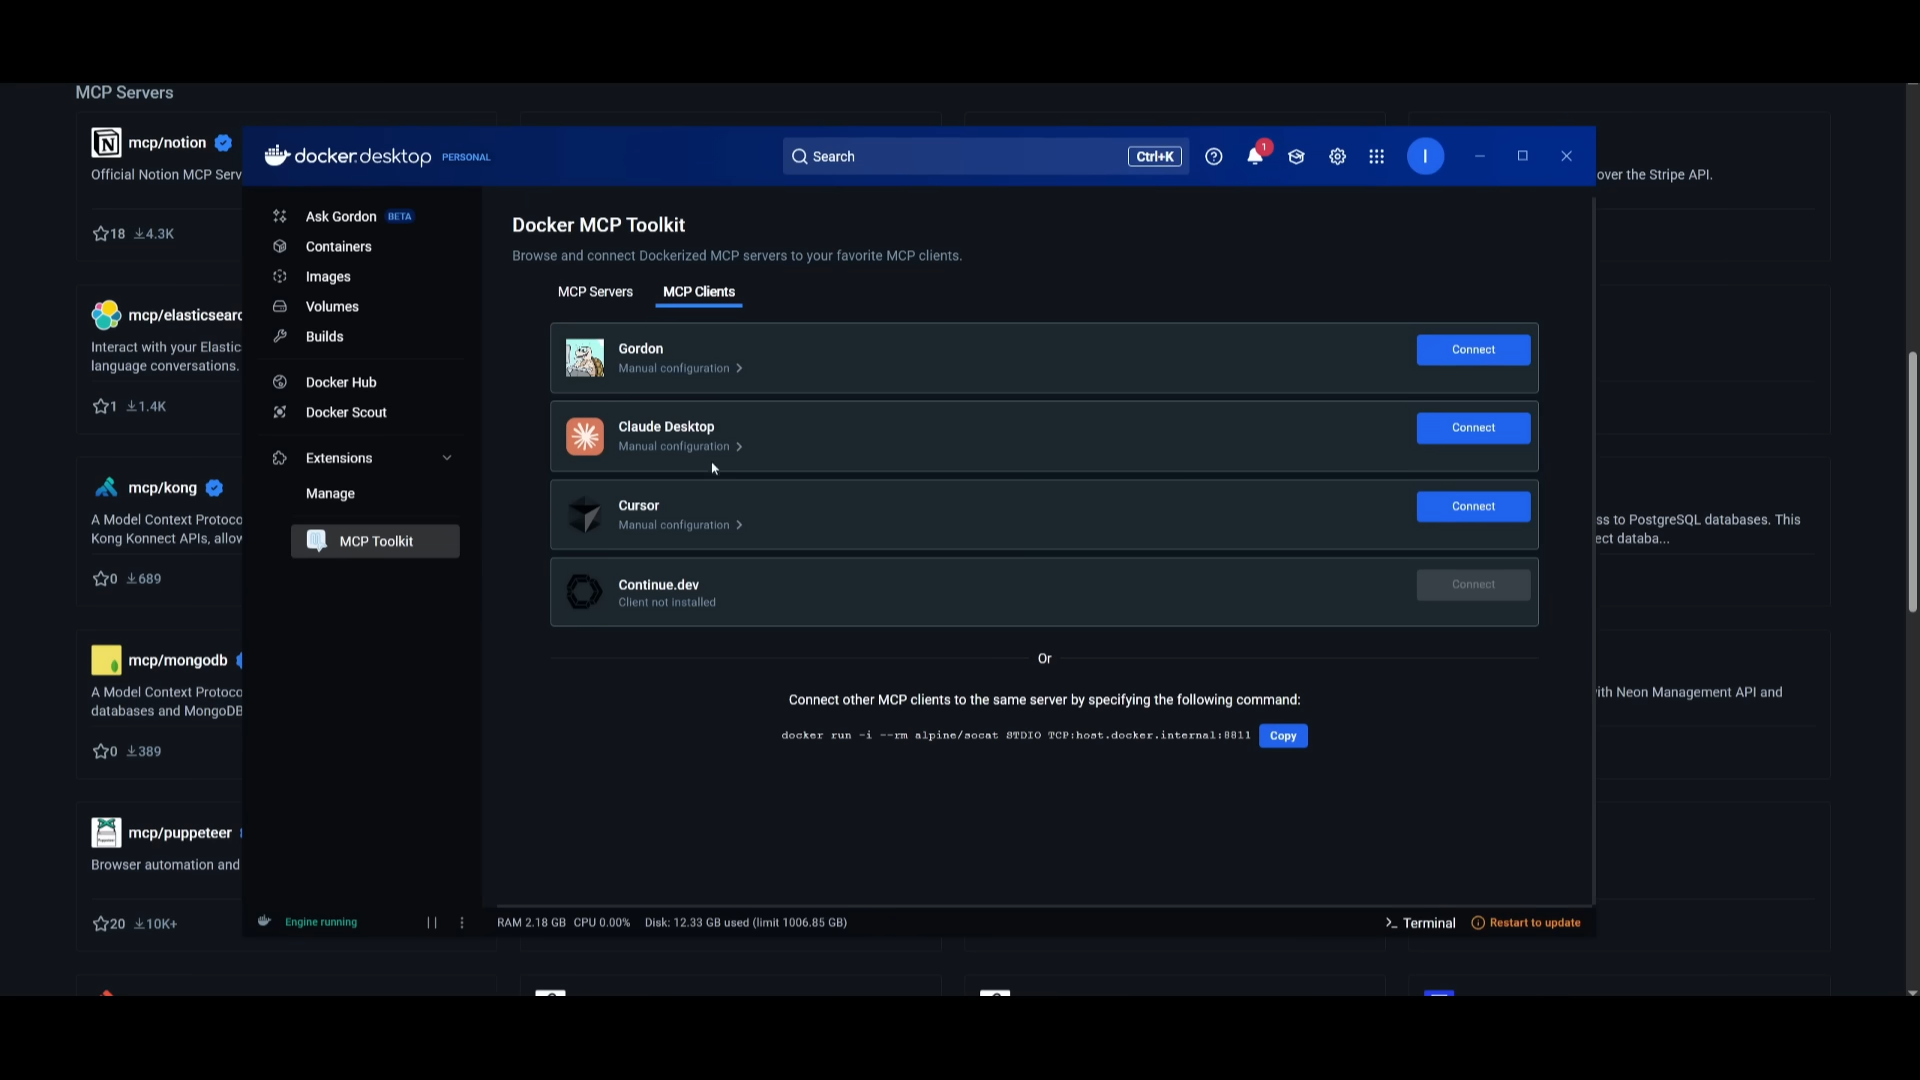 MCP Servers
mcp/notion
Official Notion MCP Serv
18 4.3K
mcp/elasticsearc
Interact with your Elastic
language conversations.
1 1.4K
mcp/kong
A Model Context Protoco
Kong Konnect APIs, allow
0 689
mcp/mongodb
A Model Context Protoco
databases and MongoDB
0 389
mcp/puppeteer
Browser automation and
20 10K+
docker.desktop PERSONAL
Search Ctrl+K
1
I
Ask Gordon BETA
Containers
Images
Volumes
Builds
Docker Hub
Docker Scout
Extensions
Manage
MCP Toolkit
Docker MCP Toolkit
Browse and connect Dockerized MCP servers to your favorite MCP clients.
MCP Servers MCP Clients
Gordon
Manual configuration
Connect
Claude Desktop
Manual configuration
Connect
Cursor
Manual configuration
Connect
Continue.dev
Client not installed
Connect
Or
Connect other MCP clients to the same server by specifying the following command:
docker run -i --rm alpine/socat STDIO TCP:host.docker.internal:8811 Copy
Engine running
RAM 2.18 GB CPU 0.00% Disk: 12.33 GB used (limit 1006.85 GB)
>_ Terminal
Restart to update
over the Stripe API.
ss to PostgreSQL databases. This
ect databa...
ith Neon Management API and